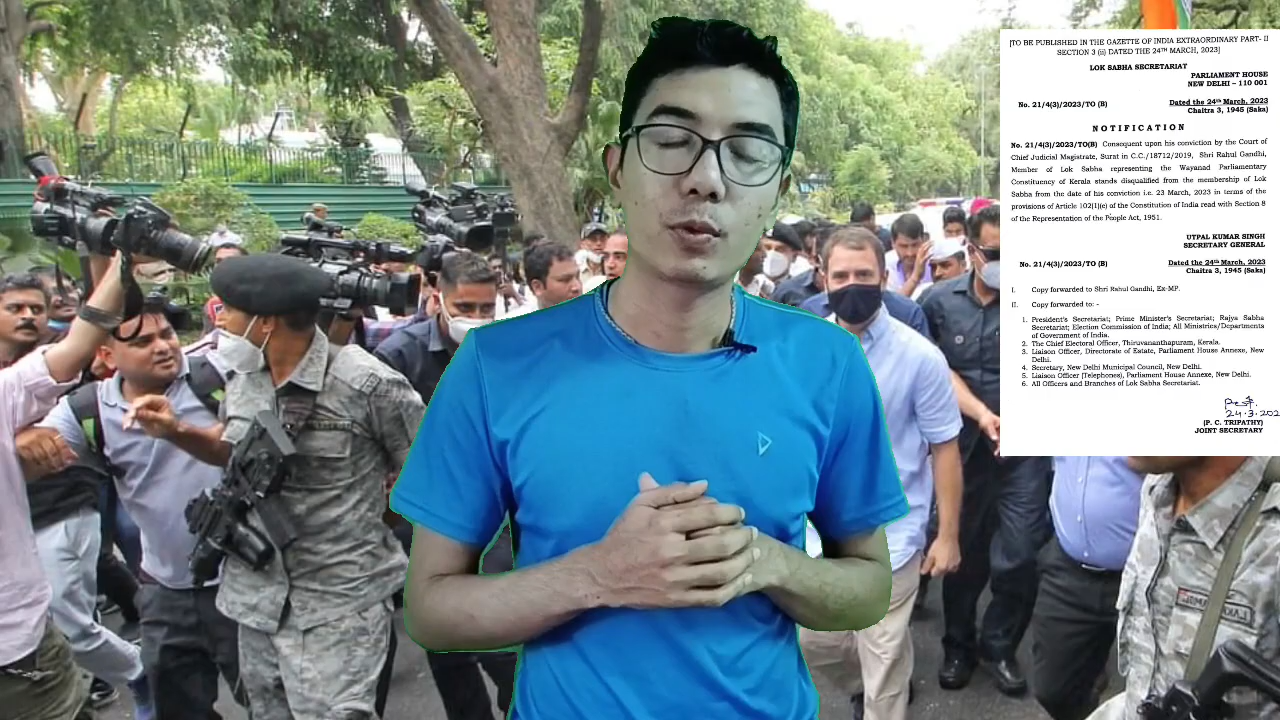 [TO BE PUBLISHED IN THE GAZETTE OF INDIA EXTRAORDINARY PART- II
SECTION 3 (ii) DATED THE 24TH MARCH, 2023]
LOK SABHA SECRETARIAT
PARLIAMENT HOUSE
NEW DELHI – 110 001
No. 21/4(3)/2023/TO (B) Dated the 24th March, 2023
Chaitra 3, 1945 (Saka)
NOTIFICATION
No. 21/4(3)/2023/TO(B) Consequent upon his conviction by the Court of
Chief Judicial Magistrate, Surat in C.C./18712/2019, Shri Rahul Gandhi,
Member of Lok Sabha representing the Wayanad Parliamentary
Constituency of Kerala stands disqualified from the membership of Lok
Sabha from the date of his conviction i.e. 23 March, 2023 in terms of the
provisions of Article 102(1)(e) of the Constitution of India read with Section 8
of the Representation of the People Act, 1951.
UTPAL KUMAR SINGH
SECRETARY GENERAL
No. 21/4(3)/2023/TO (B) Dated the 24th March, 2023
Chaitra 3, 1945 (Saka)
I. Copy forwarded to Shri Rahul Gandhi, Ex-MP.
II. Copy forwarded to: -
1. President's Secretariat; Prime Minister's Secretariat; Rajya Sabha
Secretariat; Election Commission of India; All Ministries/Departments
of Government of India.
2. The Chief Electoral Officer, Thiruvananthapuram, Kerala.
3. Liaison Officer, Directorate of Estate, Parliament House Annexe, New
Delhi.
4. Secretary, New Delhi Municipal Council, New Delhi.
5. Liaison Officer (Telephones), Parliament House Annexe, New Delhi.
6. All Officers and Branches of Lok Sabha Secretariat.
24.3.202
(P. C. TRIPATHY)
JOINT SECRETARY